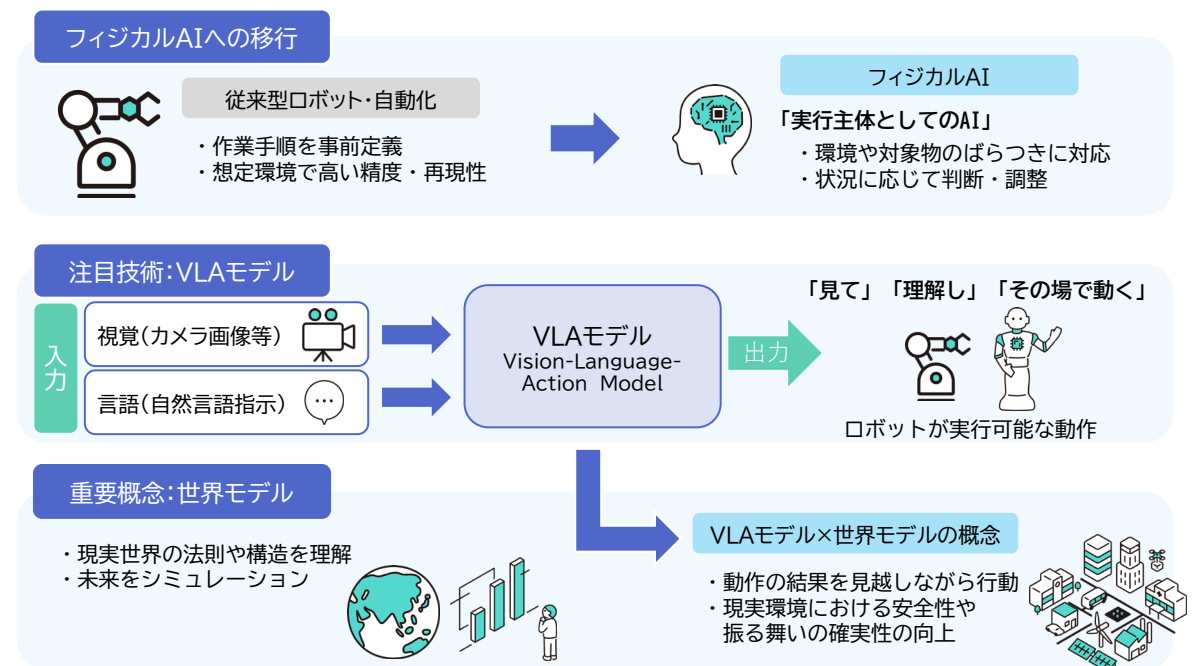 フィジカルAIへの移行
従来型ロボット・自動化
・作業手順を事前定義
・想定環境で高い精度・再現性
フィジカルAI
「実行主体としてのAI」
・環境や対象物のばらつきに対応
・状況に応じて判断・調整
注目技術:VLAモデル
入力
視覚(カメラ画像等)
言語(自然言語指示)
VLAモデル
Vision-Language-
Action Model
出力
「見て」「理解し」「その場で動く」
ロボットが実行可能な動作
重要概念:世界モデル
・現実世界の法則や構造を理解
・未来をシミュレーション
VLAモデル×世界モデルの概念
・動作の結果を見越しながら行動
・現実環境における安全性や
振る舞いの確実性の向上